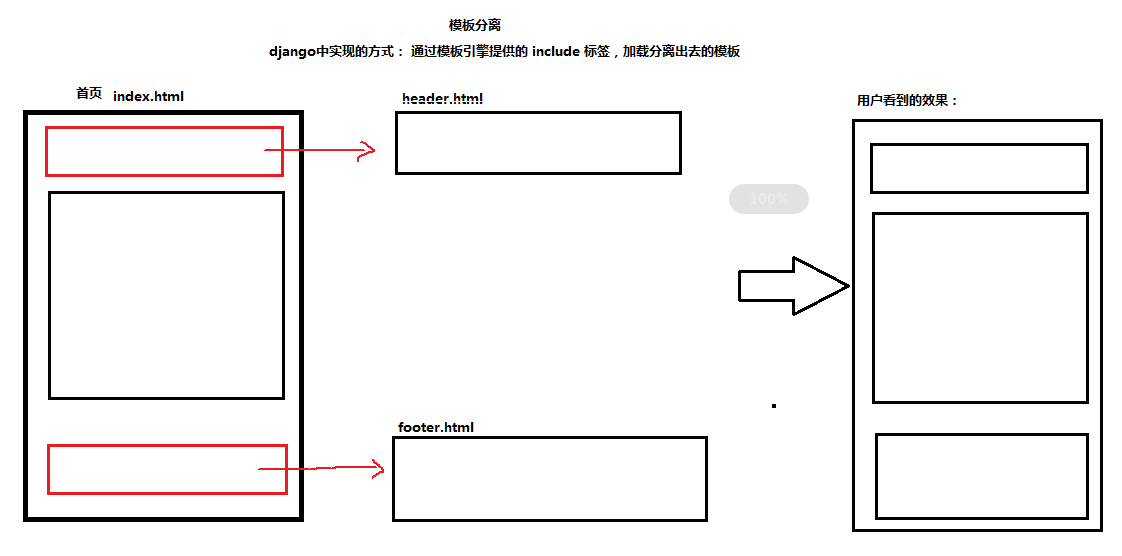 模板分离
django中实现的方式： 通过模板引擎提供的 include 标签，加载分离出去的模板
首页 index.html
header.html
用户看到的效果：
100%
footer.html